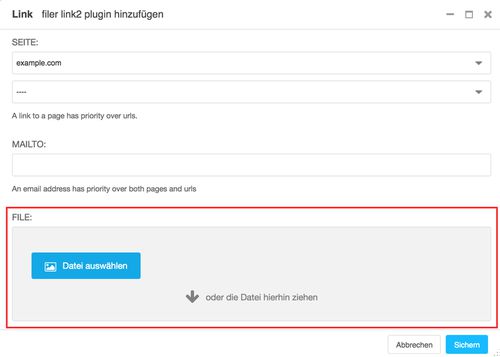 Link filer link2 plugin hinzufügen
SEITE:
example.com
----
A link to a page has priority over urls.
MAILTO:
An email address has priority over both pages and urls
FILE:
Datei auswählen
oder die Datei hierhin ziehen
Abbrechen Sichern